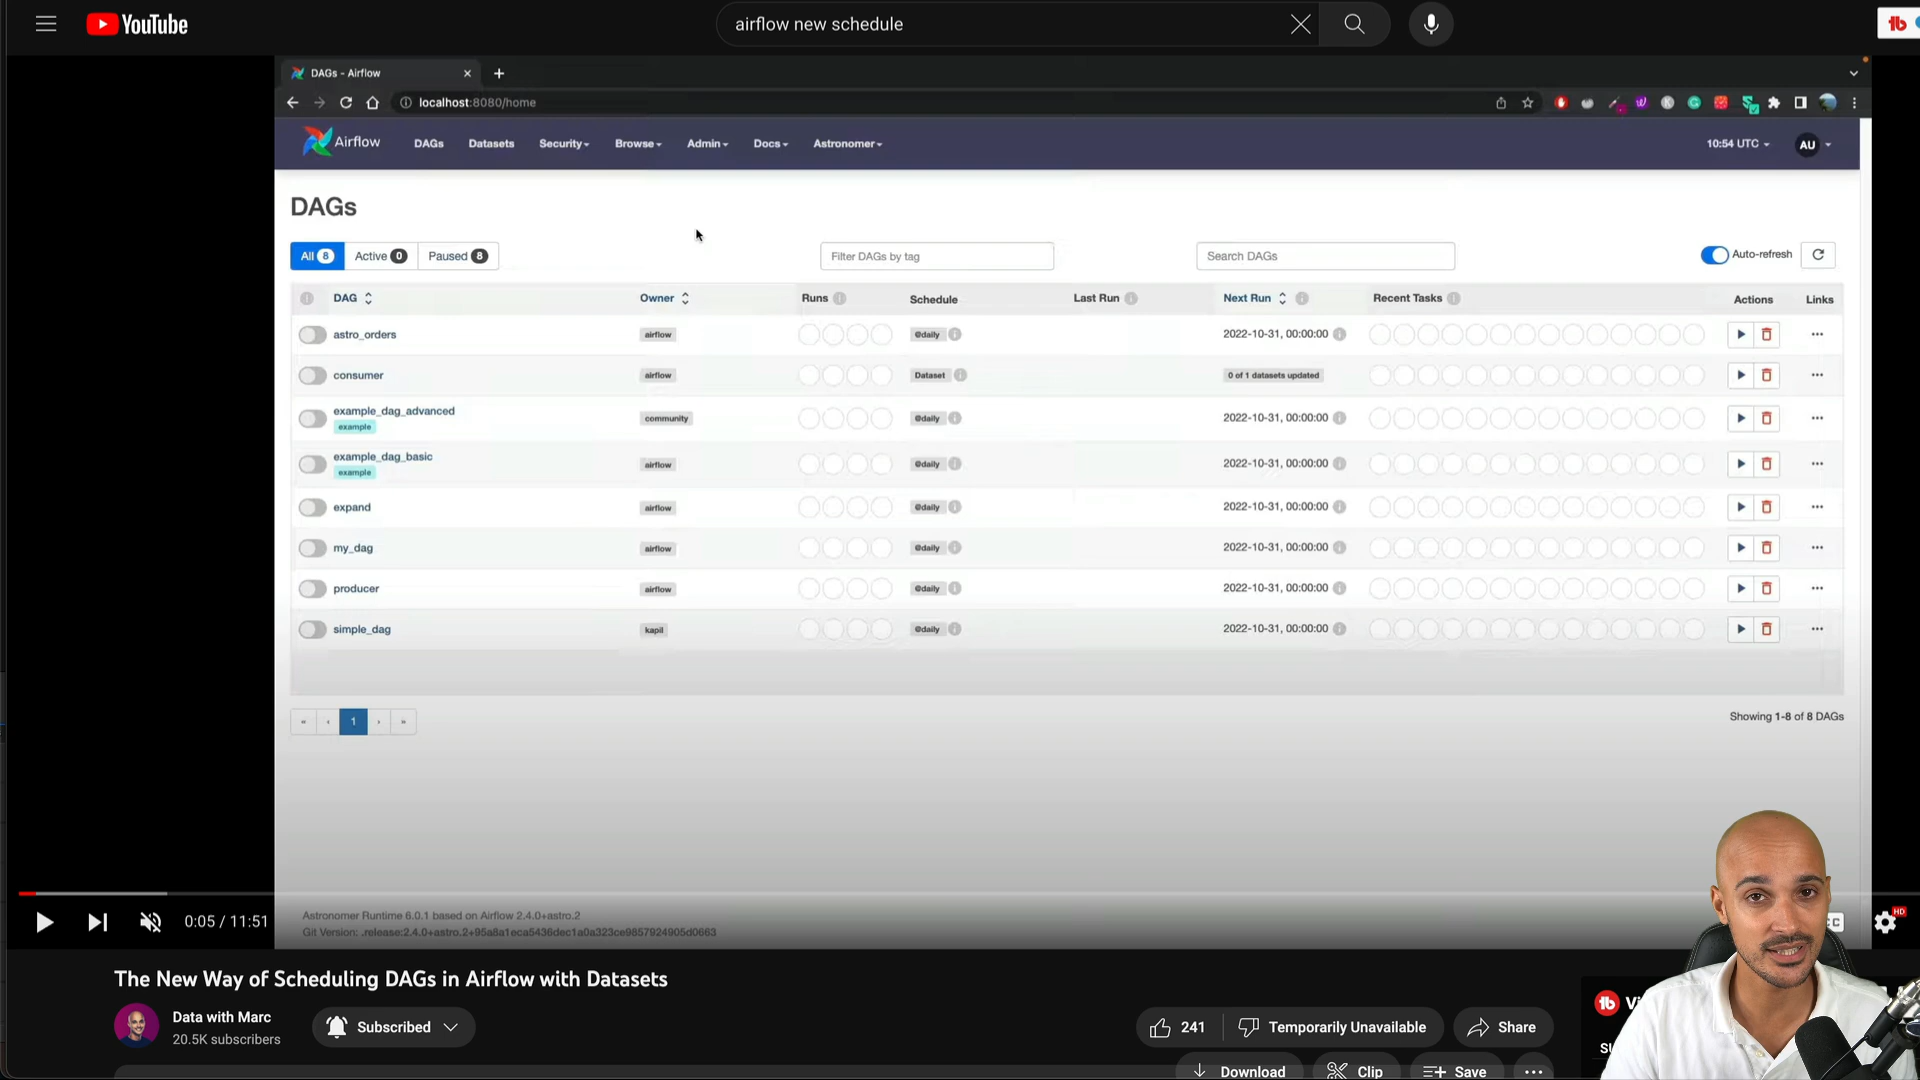 YouTube
airflow new schedule
DAGs - Airflow
localhost:8080/home
Airflow DAGs Datasets Security Browse Admin Docs Astronomer 10:54 UTC AU
DAGs
All 8 Active 0 Paused 8 Filter DAGs by tag Search DAGs Auto-refresh
DAG Owner Runs Schedule Last Run Next Run Recent Tasks Actions Links
astro_orders airflow @daily 2022-10-31, 00:00:00
consumer airflow Dataset 0 of 1 datasets updated
example_dag_advanced community @daily 2022-10-31, 00:00:00
example
example_dag_basic airflow @daily 2022-10-31, 00:00:00
example
expand airflow @daily 2022-10-31, 00:00:00
my_dag airflow @daily 2022-10-31, 00:00:00
producer airflow @daily 2022-10-31, 00:00:00
simple_dag kapil @daily 2022-10-31, 00:00:00
« ‹ 1 › » Showing 1-8 of 8 DAGs
Astronomer Runtime 6.0.1 based on Airflow 2.4.0+astro.2
Git Version: .release:2.4.0+astro.2+95a8a1eca5436dec1a0a323ce9857924905d0663
0:05 / 11:51 CC HD
The New Way of Scheduling DAGs in Airflow with Datasets
Data with Marc
20.5K subscribers
Subscribed
241 Temporarily Unavailable Share
Download Clip Save